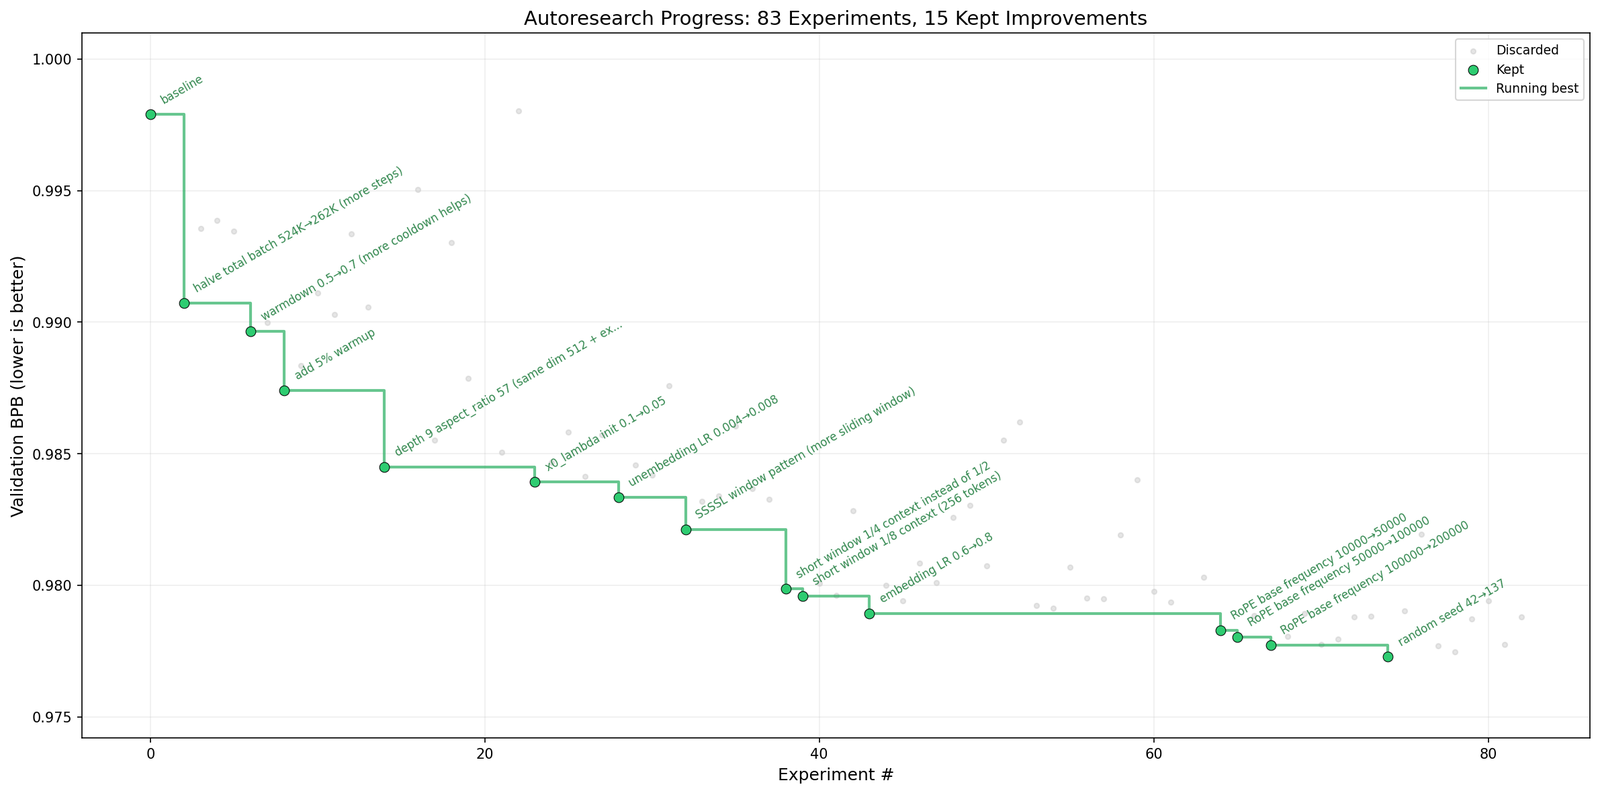 Autoresearch Progress: 83 Experiments, 15 Kept Improvements
Discarded
Kept
Running best
Validation BPB (lower is better)
1.000
0.995
0.990
0.985
0.980
0.975
baseline
halve total batch 524K→262K (more steps)
warmdown 0.5→0.7 (more cooldown helps)
add 5% warmup
depth 9 aspect_ratio 57 (same dim 512 + ex...
x0_lambda init 0.1→0.05
unembedding LR 0.004→0.008
SSSSL window pattern (more sliding window)
short window 1/4 context instead of 1/2
short window 1/8 context (256 tokens)
embedding LR 0.6→0.8
RoPE base frequency 10000→50000
RoPE base frequency 50000→100000
RoPE base frequency 100000→200000
random seed 42→137
0
20
40
60
80
Experiment #